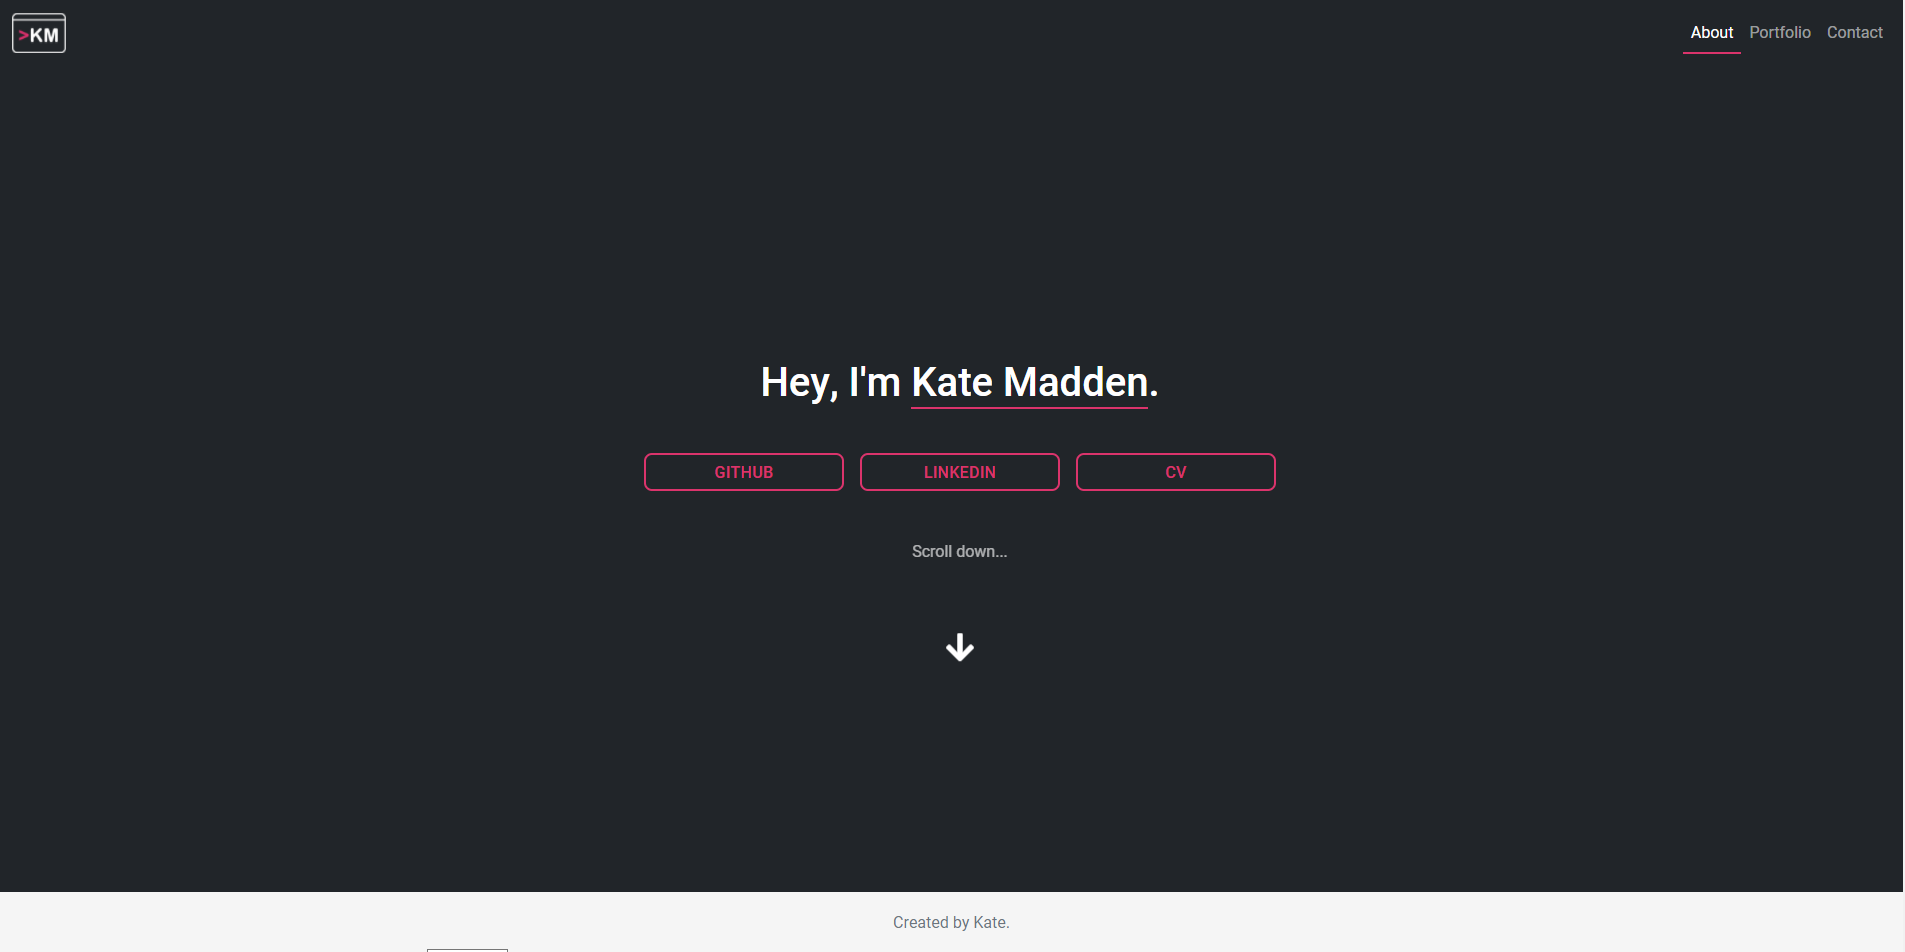 >KM
About Portfolio Contact
Hey, I'm Kate Madden.
GITHUB LINKEDIN CV
Scroll down...
Created by Kate.